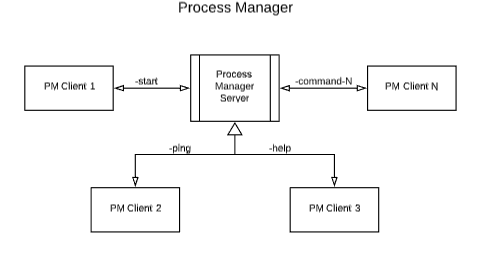 Process Manager
PM Client 1
-start
Process
Manager
Server
-command-N
PM Client N
-ping
-help
PM Client 2
PM Client 3